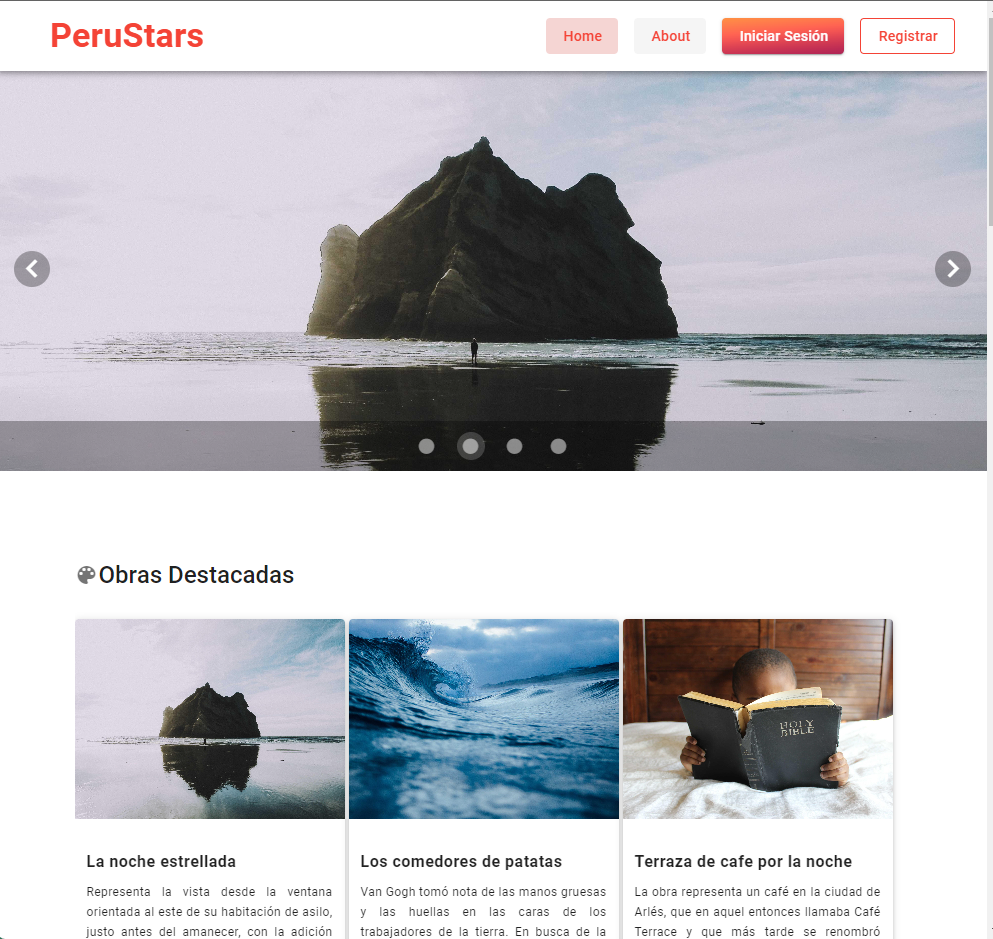 PeruStars
Home
About
Iniciar Sesión
Registrar
Obras Destacadas
HOLY
BIBLE
La noche estrellada
Representa la vista desde la ventana
orientada al este de su habitación de asilo,
justo antes del amanecer, con la adición
Los comedores de patatas
Van Gogh tomó nota de las manos gruesas
y las huellas en las caras de los
trabajadores de la tierra. En busca de la
Terraza de cafe por la noche
La obra representa un café en la ciudad de
Arlés, que en aquel entonces llamaba Café
Terrace y que más tarde se renombró